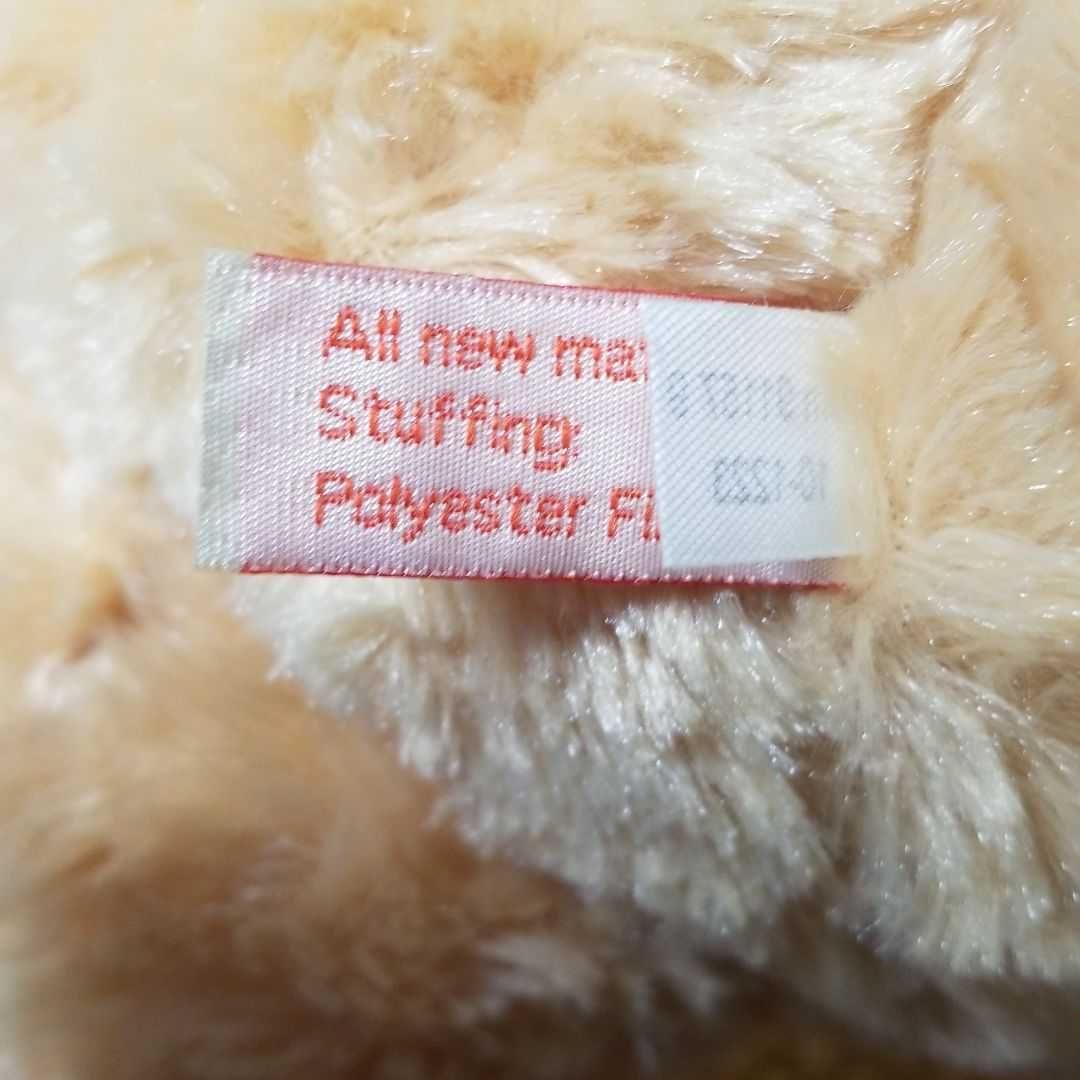 All new ma
Stuffing:
Polyester Fi